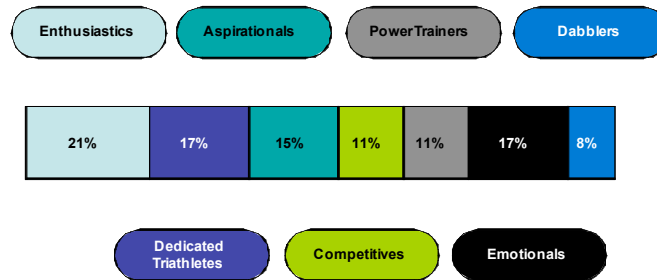 Enthusiastics Aspirationals PowerTrainers Dabblers
21% 17% 15% 11% 11% 17% 8%
Dedicated
Triathletes
Competitives
Emotionals